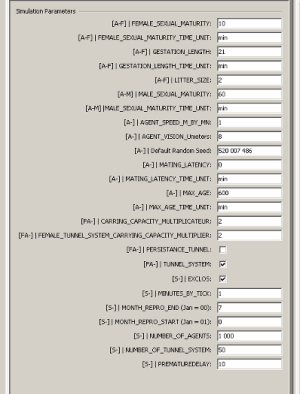 Simulation Parameters
[A-F] | FEMALE_SEXUAL_MATURITY: 10
[A-F] | FEMALE_SEXUAL_MATURITY_TIME_UNIT: min
[A-F] | GESTATION_LENGTH: 21
[A-F] | GESTATION_LENGTH_TIME_UNIT: min
[A-F] | LITTER_SIZE: 2
[A-M] | MALE_SEXUAL_MATURITY: 60
[A-M] |MALE_SEXUAL_MATURITY_TIME_UNIT: min
[A-] | AGENT_SPEED_M_BY_MN: 1
[A-] | AGENT_VISION_Umeters: 8
[A-] | Default Random Seed: 520 007 486
[A-] | MATING_LATENCY: 0
[A-] | MATING_LATENCY_TIME_UNIT: min
[A-] | MAX_AGE: 600
[A-] | MAX_AGE_TIME_UNIT: min
[FA-] | CARRING_CAPACITY_MULTIPLICATEUR: 2
[FA-] | FEMALE_TUNNEL_SYSTEM_CARRYING_CAPACITY_MULTIPLIER: 2
[FA-] | PERSISTANCE_TUNNEL:
[FA-] | TUNNEL_SYSTEM:
[S-] | EXCLOS:
[S-] | MINUTES_BY_TICK: 1
[S-] | MONTH_REPRO_END (Jan = 00): 7
[S-] | MONTH_REPRO_START (Jan = 01): 0
[S-] | NUMBER_OF_AGENTS: 1 000
[S-] | NUMBER_OF_TUNNEL_SYSTEM: 50
[S-] | PREMATUREDELAY: 10